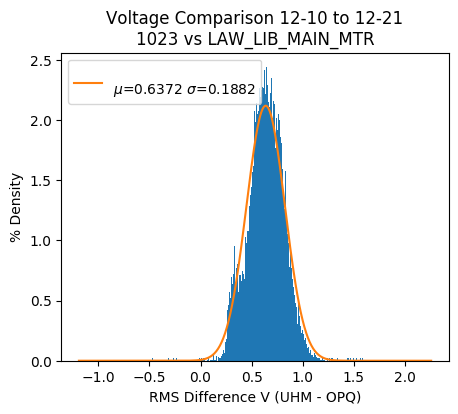 Voltage Comparison 12-10 to 12-21
1023 vs LAW_LIB_MAIN_MTR
μ=0.6372 σ=0.1882
% Density
2.5
2.0
1.5
1.0
0.5
0.0
−1.0 −0.5 0.0 0.5 1.0 1.5 2.0
RMS Difference V (UHM - OPQ)